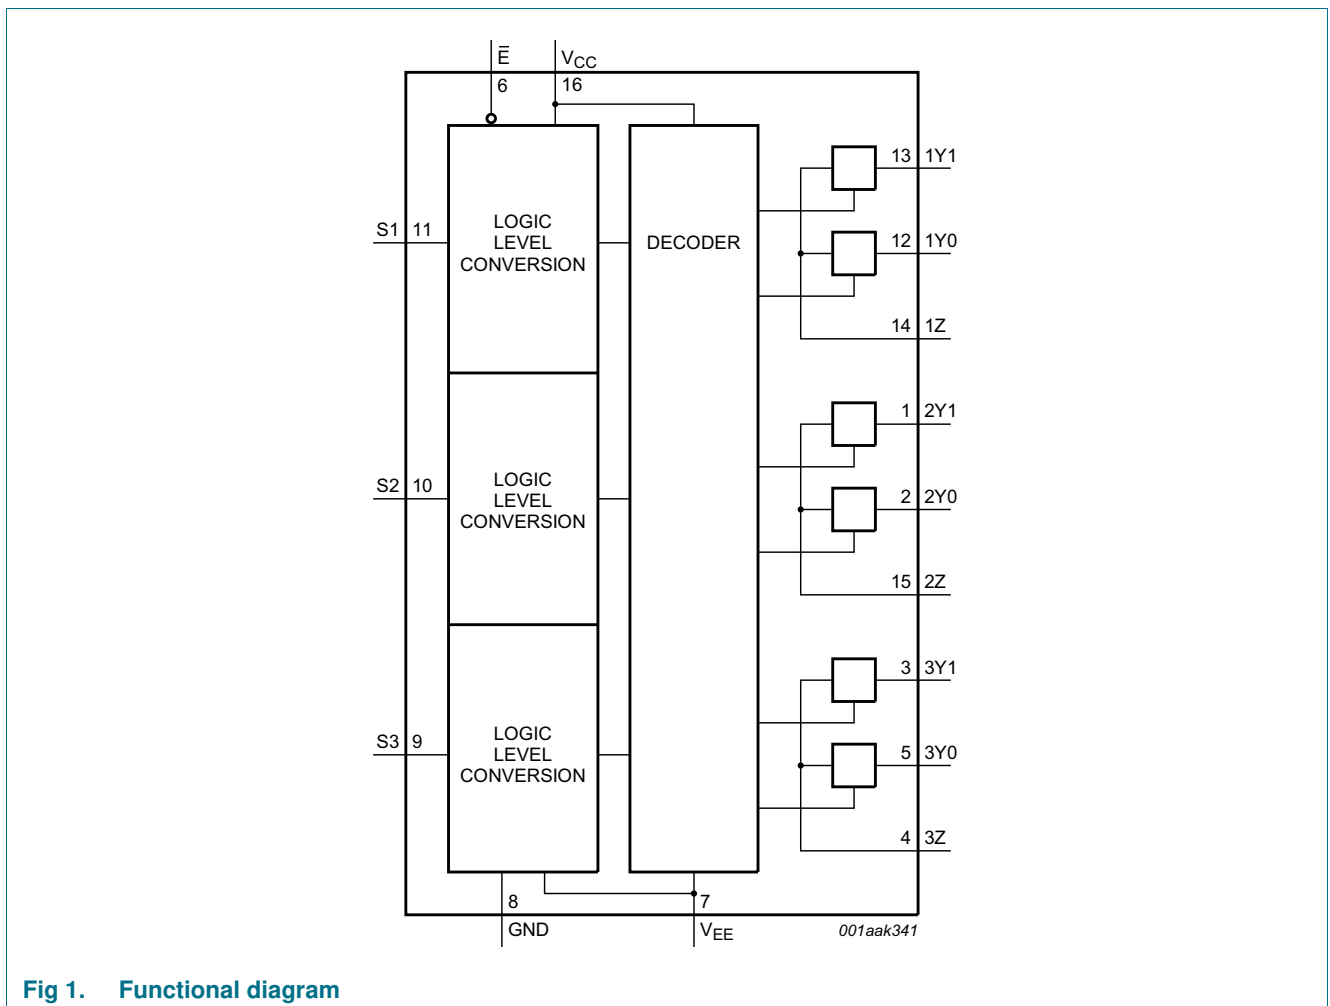 E̅ VCC
6 16
13 1Y1
S1 11
LOGIC
LEVEL
CONVERSION
DECODER
12 1Y0
14 1Z
1 2Y1
S2 10
LOGIC
LEVEL
CONVERSION
2 2Y0
15 2Z
3 3Y1
S3 9
LOGIC
LEVEL
CONVERSION
5 3Y0
4 3Z
8 7
GND VEE 001aak341
Fig 1. Functional diagram